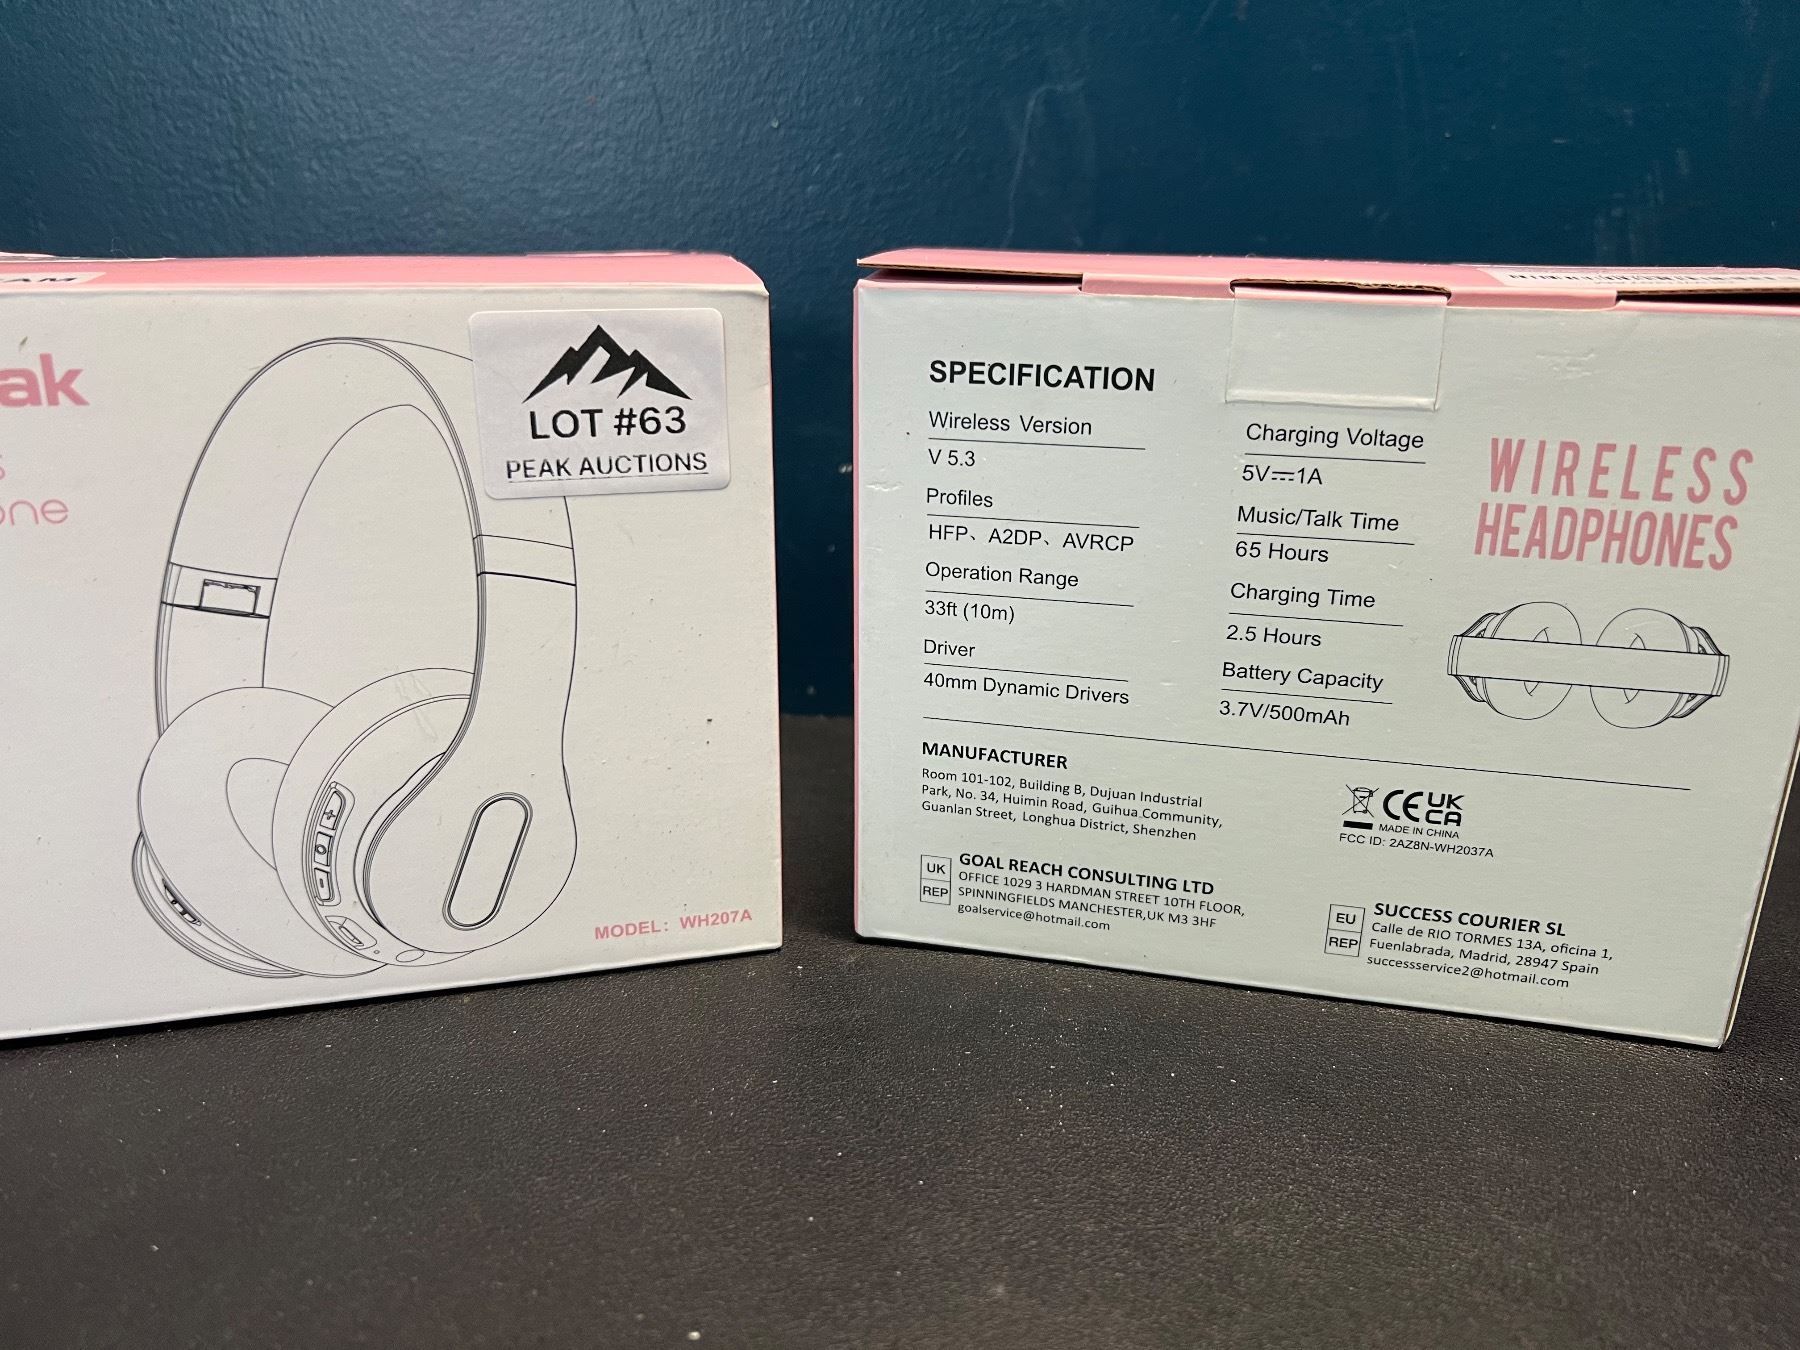 LOT #63
PEAK AUCTIONS
MODEL: WH207A
SPECIFICATION
Wireless Version
V 5.3
Profiles
HFP、A2DP、AVRCP
Operation Range
33ft (10m)
Driver
40mm Dynamic Drivers
Charging Voltage
5V⎓1A
Music/Talk Time
65 Hours
Charging Time
2.5 Hours
Battery Capacity
3.7V/500mAh
WIRELESS
HEADPHONES
MANUFACTURER
Room 101-102, Building B, Dujuan Industrial
Park, No. 34, Huimin Road, Guihua Community,
Guanlan Street, Longhua District, Shenzhen
CE UK
CA
MADE IN CHINA
FCC ID: 2AZ8N-WH2037A
UK
REP
GOAL REACH CONSULTING LTD
OFFICE 1029 3 HARDMAN STREET 10TH FLOOR,
SPINNINGFIELDS MANCHESTER,UK M3 3HF
goalservice@hotmail.com
EU
REP
SUCCESS COURIER SL
Calle de RIO TORMES 13A, oficina 1,
Fuenlabrada, Madrid, 28947 Spain
successservice2@hotmail.com